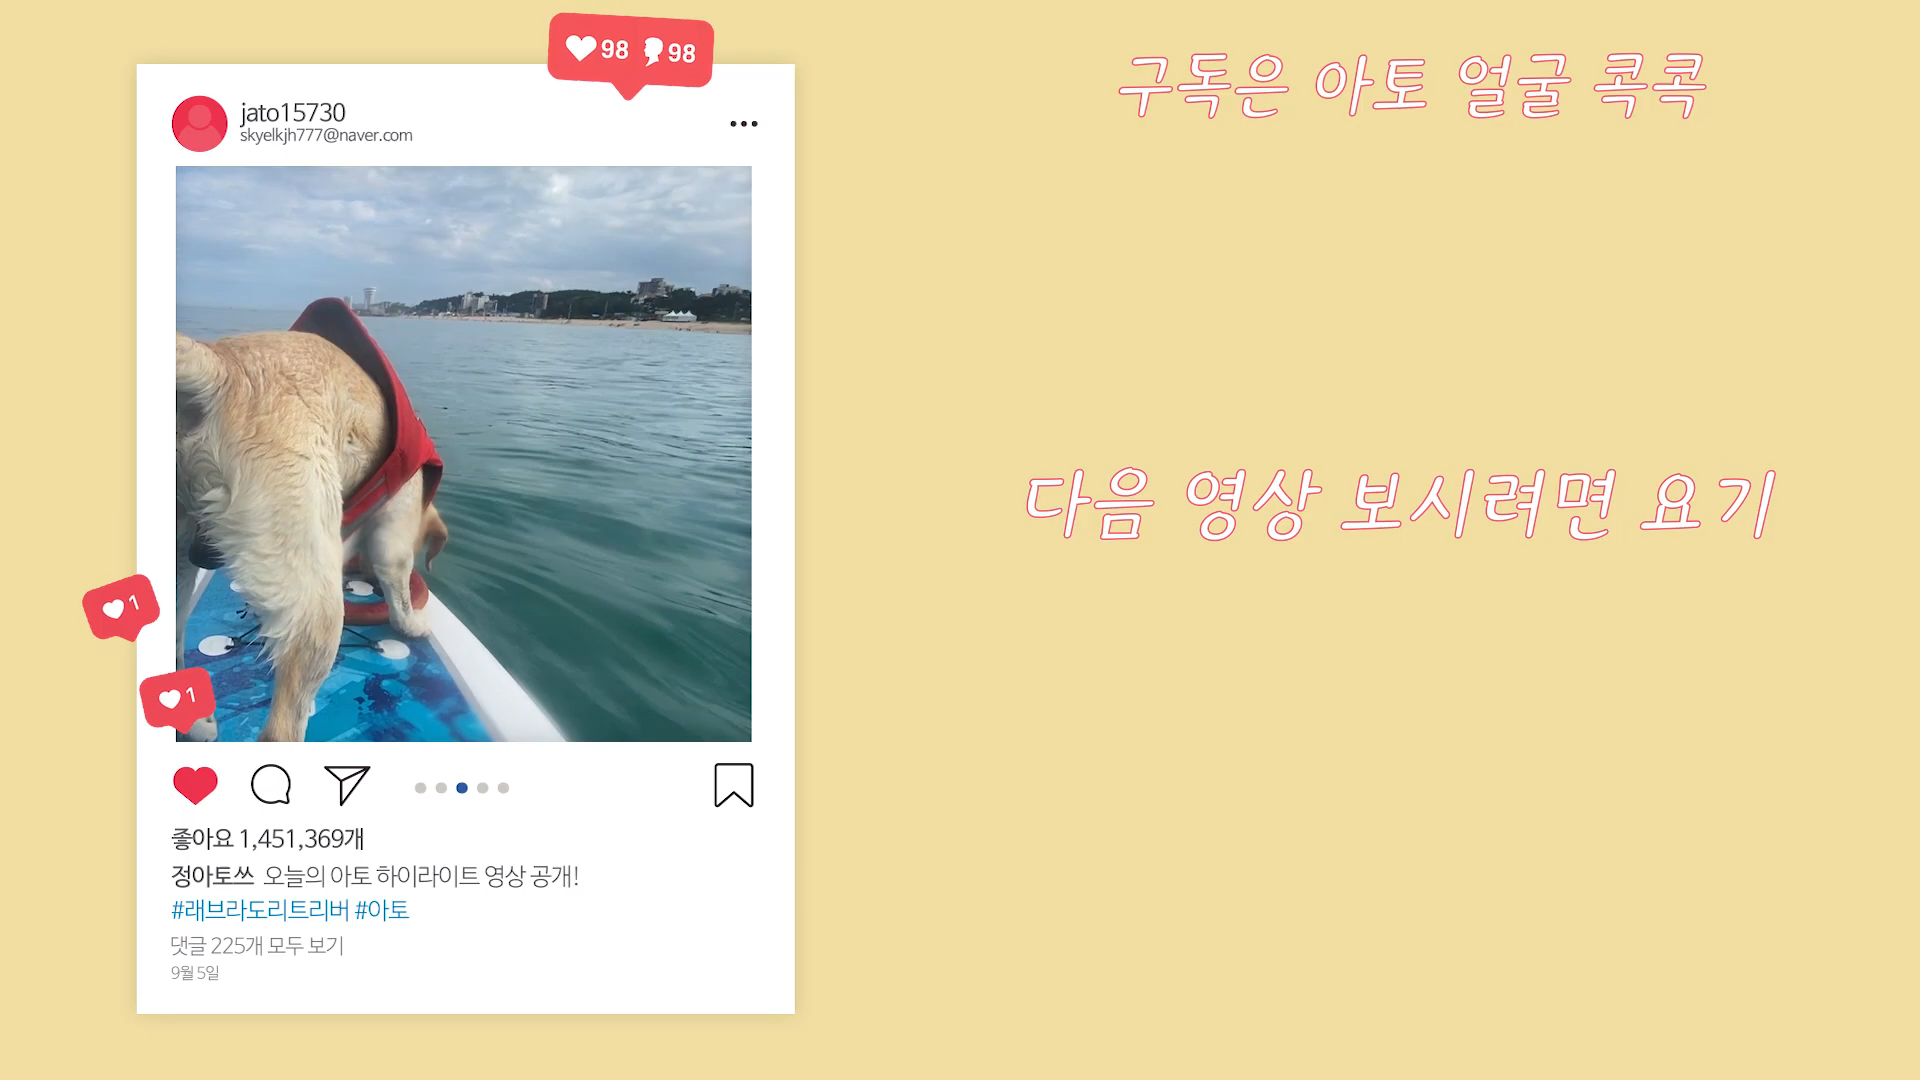 98 98
jato15730
skyelkjh777@naver.com
구독은 아토 얼굴 콕콕
다음 영상 보시려면 요기
1
1
좋아요 1,451,369개
정아토쓰 오늘의 아토 하이라이트 영상 공개!
#래브라도리트리버 #아토
댓글 225개 모두 보기
9월 5일